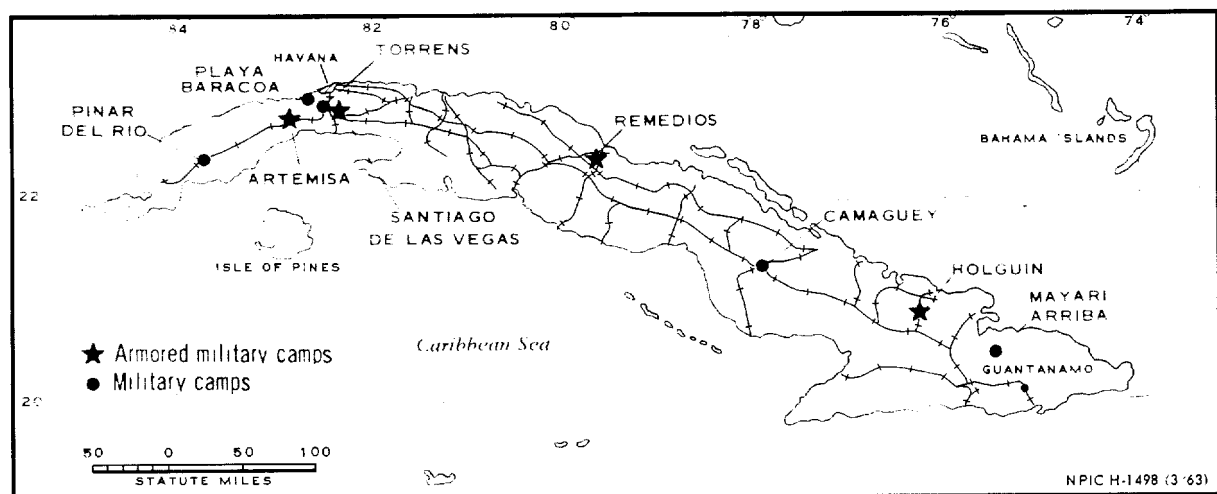 84 82 80 78° 76° 74°
HAVANA
TORRENS
PLAYA
BARACOA
PINAR
DEL RIO
REMEDIOS
BAHAMA ISLANDS
ARTEMISA
22
SANTIAGO
DE LAS VEGAS
CAMAGUEY
ISLE OF PINES
HOLGUIN
MAYARI
ARRIBA
Caribbean Sea
Armored military camps
GUANTANAMO
Military camps
20
50 0 50 100
STATUTE MILES
NPIC H-1498 (3/63)